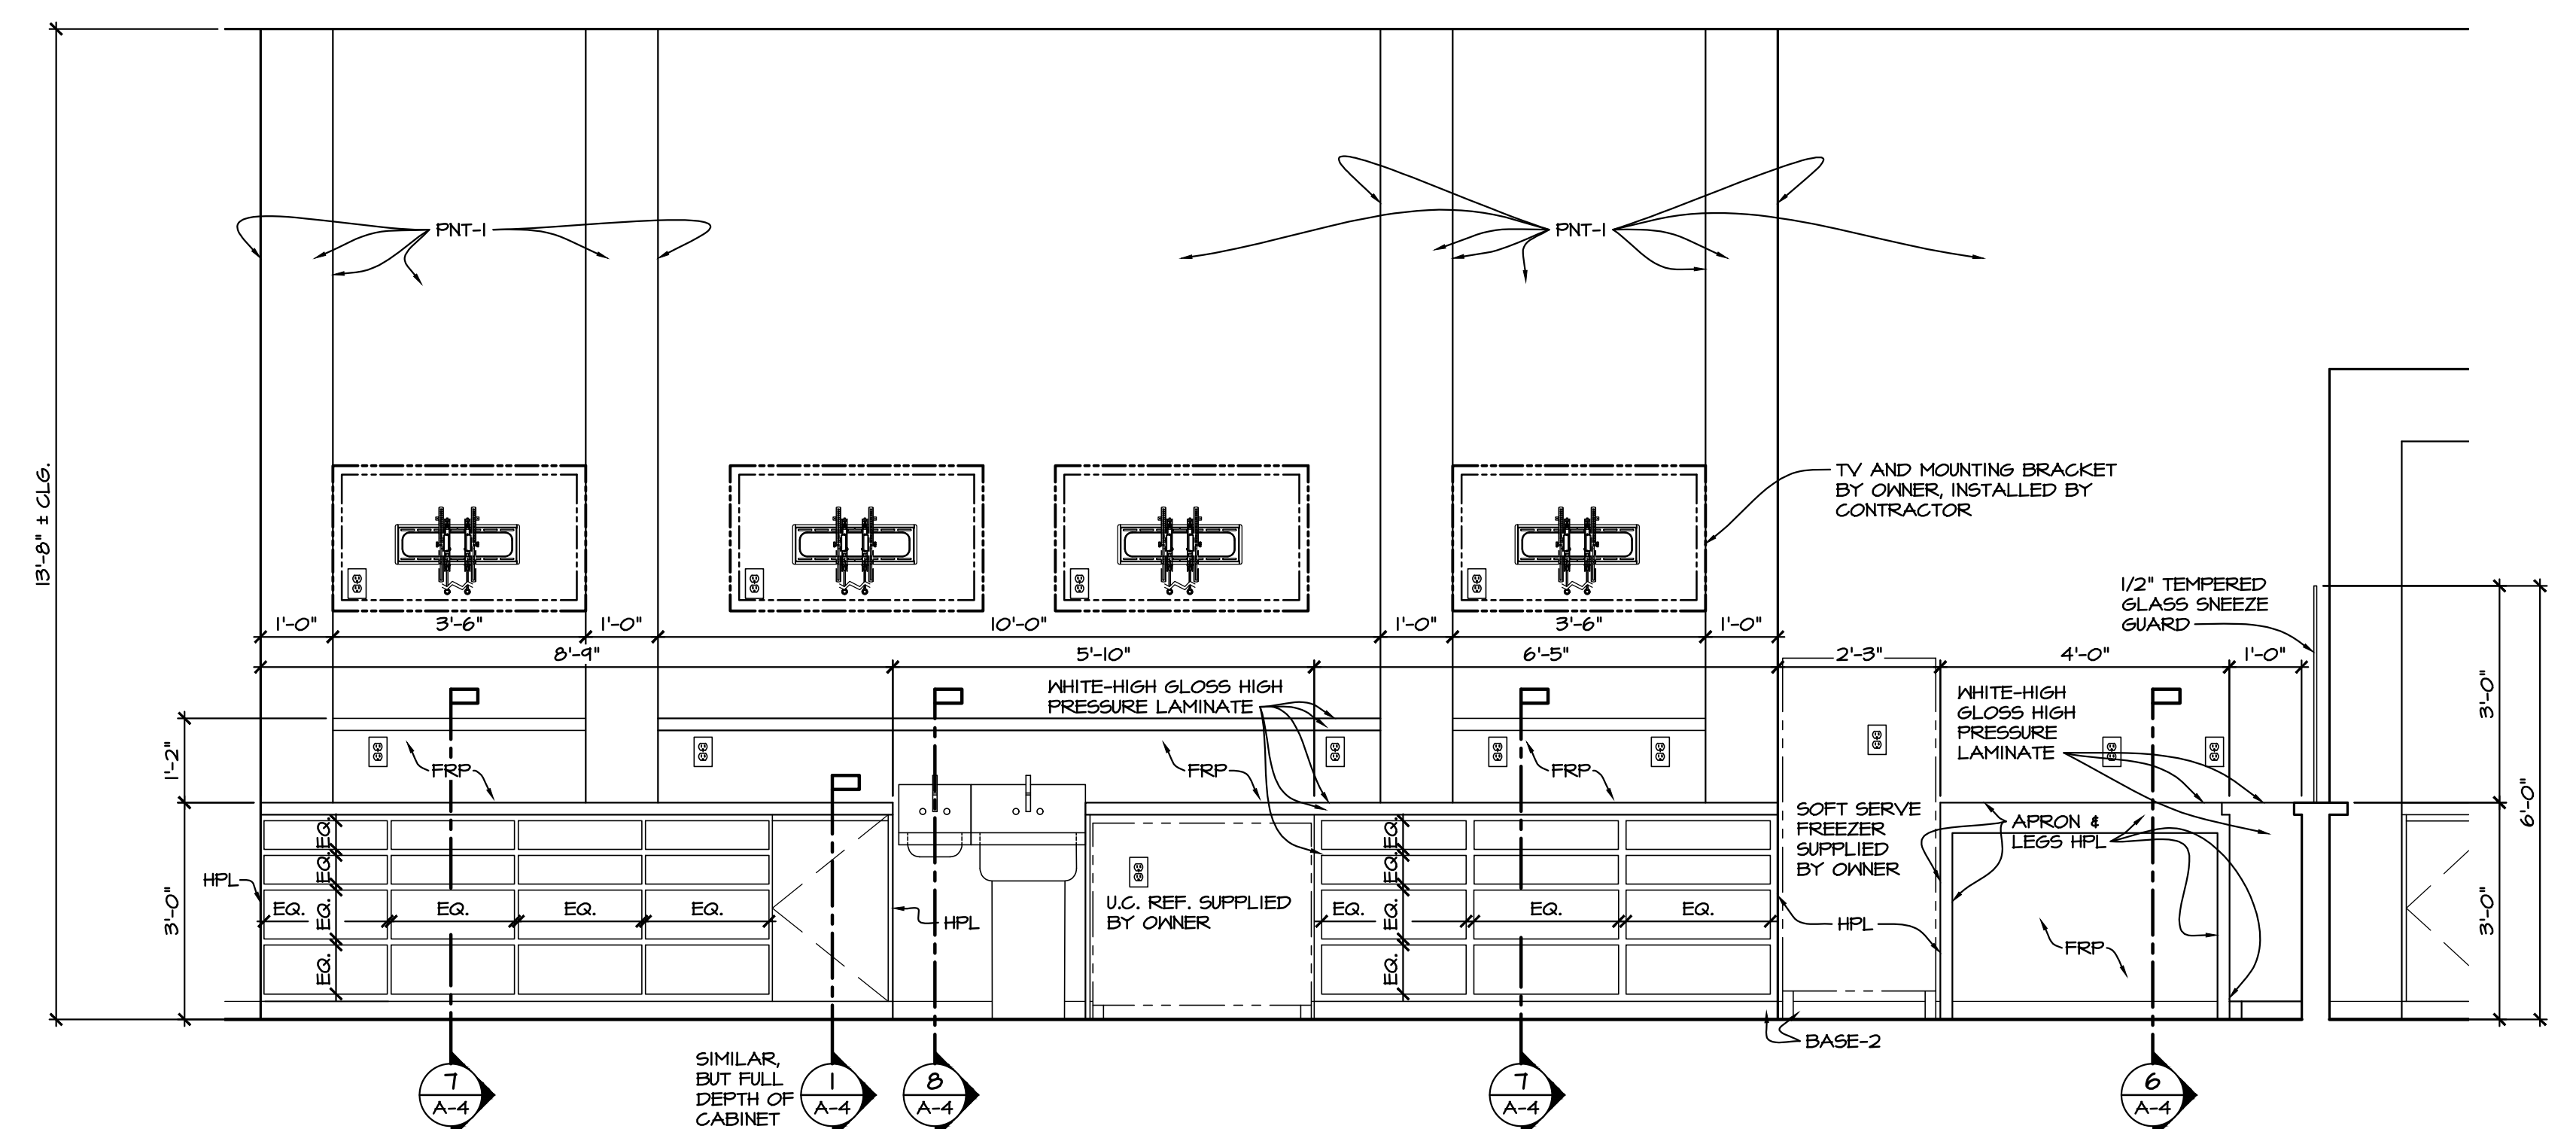 PNT-1
PNT-1
13'-8" ± CLG.
TV AND MOUNTING BRACKET
BY OWNER, INSTALLED BY
CONTRACTOR
1/2" TEMPERED
GLASS SNEEZE
GUARD
1'-0"
3'-6"
1'-0"
10'-0"
1'-0"
3'-6"
1'-0"
8'-9"
5'-10"
6'-5"
2'-3"
4'-0"
1'-0"
WHITE-HIGH GLOSS HIGH
PRESSURE LAMINATE
WHITE-HIGH
GLOSS HIGH
PRESSURE
LAMINATE
3'-0"
6'-0"
3'-0"
1'-2"
3'-0"
FRP
FRP
FRP
SOFT SERVE
FREEZER
SUPPLIED
BY OWNER
APRON &
LEGS HPL
EQ.
EQ.
EQ.
EQ.
EQ.
EQ.
EQ.
EQ.
HPL
EQ.
EQ.
EQ.
EQ.
HPL
U.C. REF. SUPPLIED
BY OWNER
EQ.
EQ.
EQ.
HPL
FRP
BASE-2
SIMILAR,
BUT FULL
DEPTH OF
CABINET
7
A-4
1
A-4
8
A-4
7
A-4
6
A-4